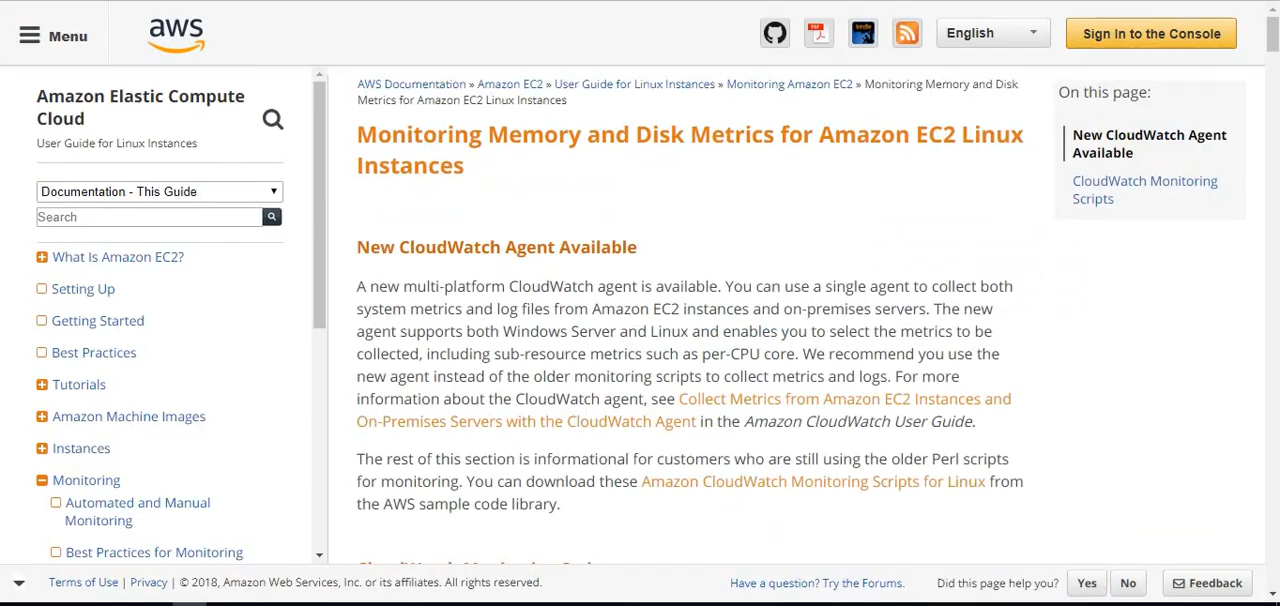 Menu
aws
English
Sign In to the Console
Amazon Elastic Compute
Cloud
User Guide for Linux Instances
Documentation - This Guide
Search
What Is Amazon EC2?
Setting Up
Getting Started
Best Practices
Tutorials
Amazon Machine Images
Instances
Monitoring
Automated and Manual
Monitoring
Best Practices for Monitoring
AWS Documentation » Amazon EC2 » User Guide for Linux Instances » Monitoring Amazon EC2 » Monitoring Memory and Disk
Metrics for Amazon EC2 Linux Instances
Monitoring Memory and Disk Metrics for Amazon EC2 Linux
Instances
New CloudWatch Agent Available
A new multi-platform CloudWatch agent is available. You can use a single agent to collect both
system metrics and log files from Amazon EC2 instances and on-premises servers. The new
agent supports both Windows Server and Linux and enables you to select the metrics to be
collected, including sub-resource metrics such as per-CPU core. We recommend you use the
new agent instead of the older monitoring scripts to collect metrics and logs. For more
information about the CloudWatch agent, see Collect Metrics from Amazon EC2 Instances and
On-Premises Servers with the CloudWatch Agent in the Amazon CloudWatch User Guide.
The rest of this section is informational for customers who are still using the older Perl scripts
for monitoring. You can download these Amazon CloudWatch Monitoring Scripts for Linux from
the AWS sample code library.
On this page:
New CloudWatch Agent
Available
CloudWatch Monitoring
Scripts
Terms of Use | Privacy | © 2018, Amazon Web Services, Inc. or its affiliates. All rights reserved.
Have a question? Try the Forums.
Did this page help you?
Yes
No
Feedback